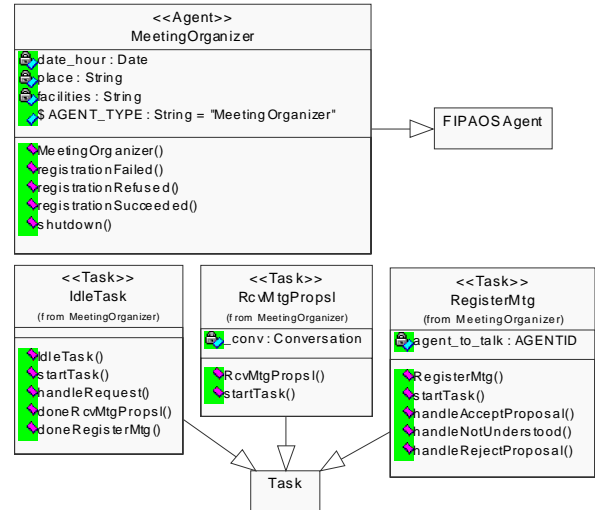 <<Agent>>
MeetingOrganizer
date_hour : Date
place : String
facilities : String
$ AGENT_TYPE : String = "MeetingOrganizer"
MeetingOrganizer()
registrationFailed()
registrationRefused()
registrationSucceeded()
shutdown()
FIPAOSAgent
<<Task>>
IdleTask
(from MeetingOrganizer)
IdleTask()
startTask()
handleRequest()
doneRcvMtgPropsl()
doneRegisterMtg()
<<Task>>
RcvMtgPropsl
(from MeetingOrganizer)
_conv : Conversation
RcvMtgPropsl()
startTask()
<<Task>>
RegisterMtg
(from MeetingOrganizer)
agent_to_talk : AGENTID
RegisterMtg()
startTask()
handleAcceptProposal()
handleNotUnderstood()
handleRejectProposal()
Task